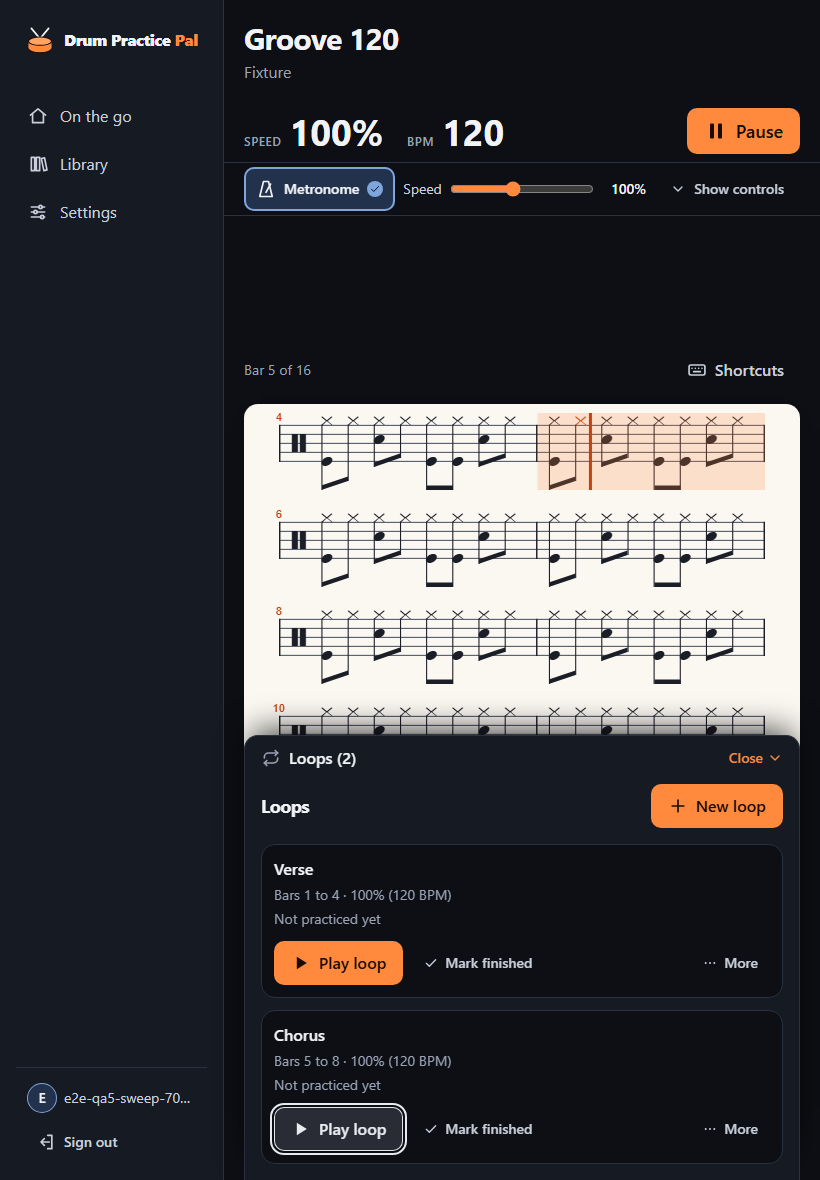 Drum Practice Pal
On the go
Library
Settings
e2e-qa5-sweep-70...
E
Sign out
Groove 120
Fixture
SPEED 100% BPM 120
Pause
Metronome Speed 100% Show controls
Bar 5 of 16
Shortcuts
4
6
8
10
Loops (2)
Close
Loops
New loop
Verse
Bars 1 to 4 · 100% (120 BPM)
Not practiced yet
Play loop Mark finished ··· More
Chorus
Bars 5 to 8 · 100% (120 BPM)
Not practiced yet
Play loop Mark finished ··· More